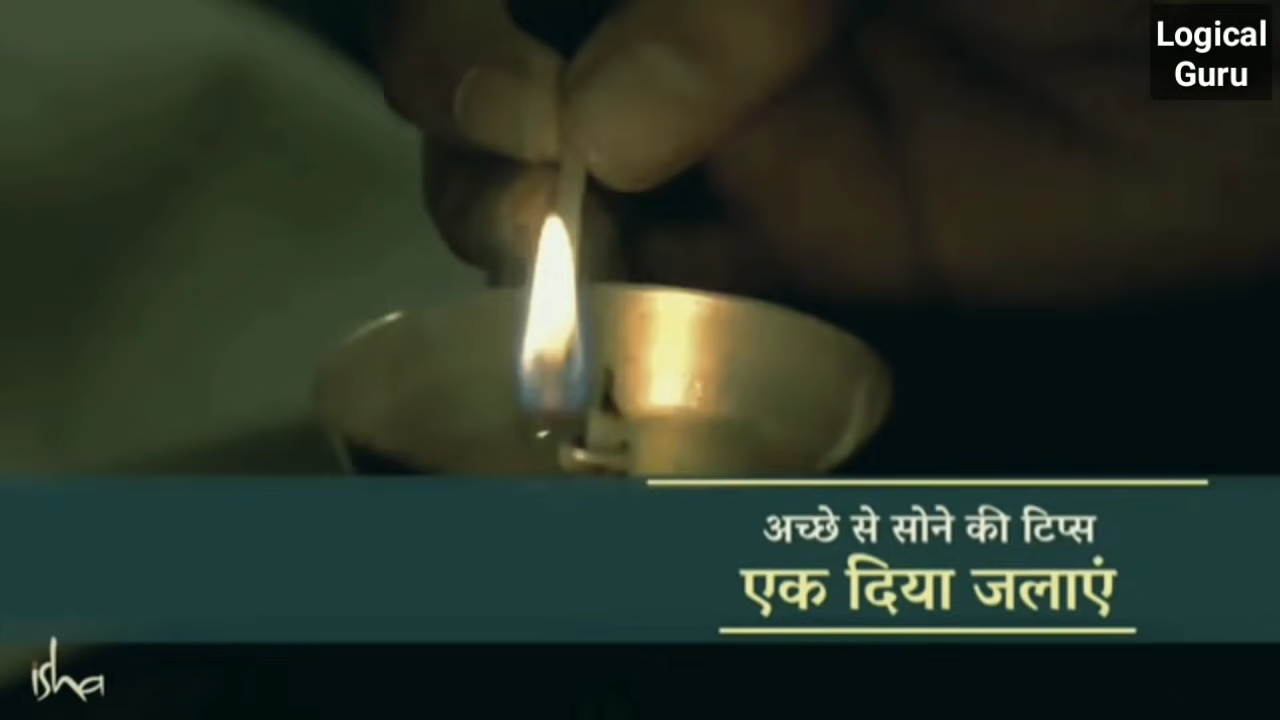 Logical
Guru
अच्छे से सोने की टिप्स
एक दिया जलाएं
isha